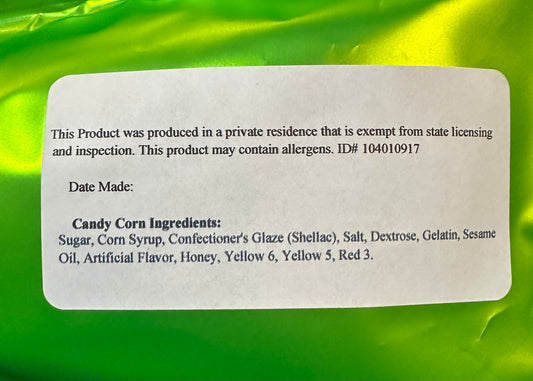 This Product was produced in a private residence that is exempt from state licensing
and inspection. This product may contain allergens. ID# 104010917
Date Made:
Candy Corn Ingredients:
Sugar, Corn Syrup, Confectioner's Glaze (Shellac), Salt, Dextrose, Gelatin, Sesame
Oil, Artificial Flavor, Honey, Yellow 6, Yellow 5, Red 3.